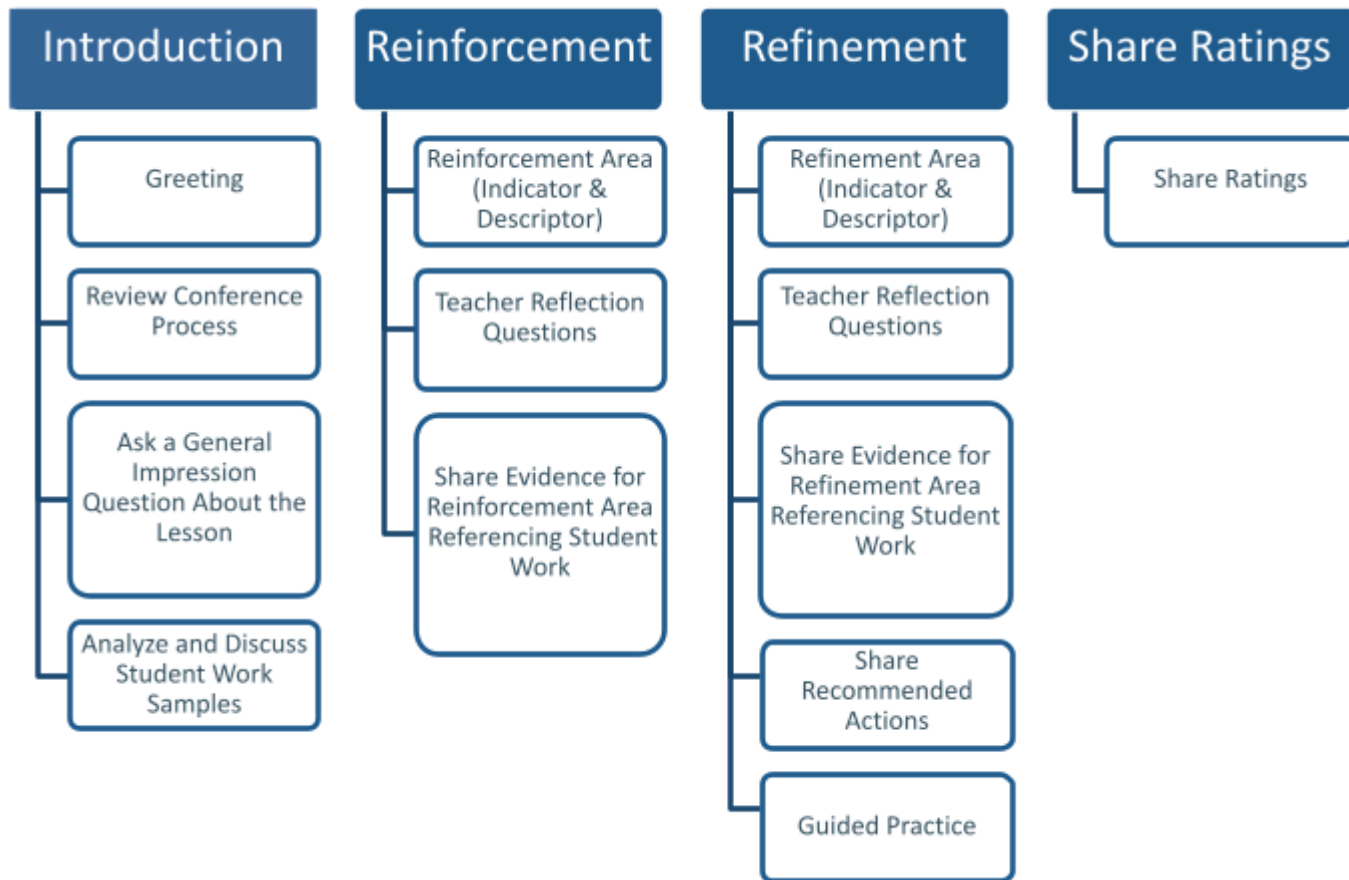 Introduction
Greeting
Review Conference
Process
Ask a General
Impression
Question About the
Lesson
Analyze and Discuss
Student Work
Samples
Reinforcement
Reinforcement Area
(Indicator &
Descriptor)
Teacher Reflection
Questions
Share Evidence for
Reinforcement Area
Referencing Student
Work
Refinement
Refinement Area
(Indicator &
Descriptor)
Teacher Reflection
Questions
Share Evidence for
Refinement Area
Referencing Student
Work
Share
Recommended
Actions
Guided Practice
Share Ratings
Share Ratings